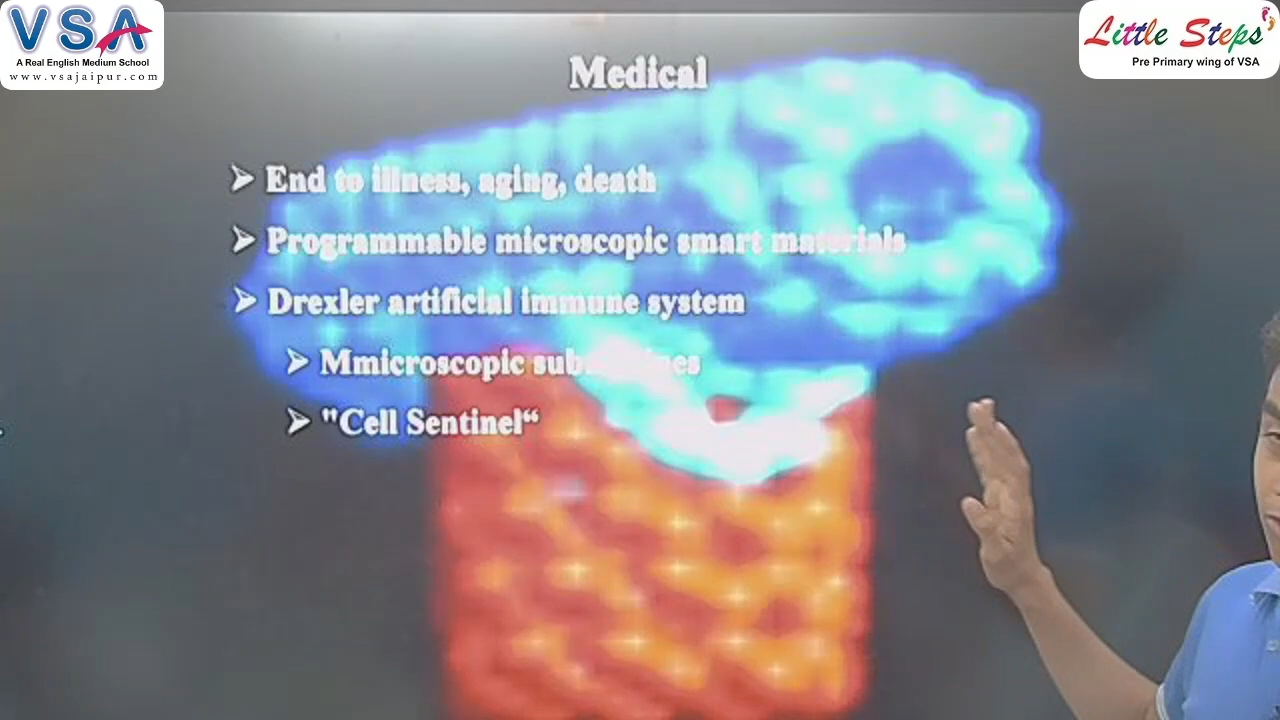 VSA
A Real English Medium School
www.vsajaipur.com
Little Steps
Pre Primary wing of VSA
Medical
➢ End to illness, aging, death
➢ Programmable microscopic smart materials
➢ Drexler artificial immune system
➢ Mmicroscopic
➢ "Cell Sentinel“